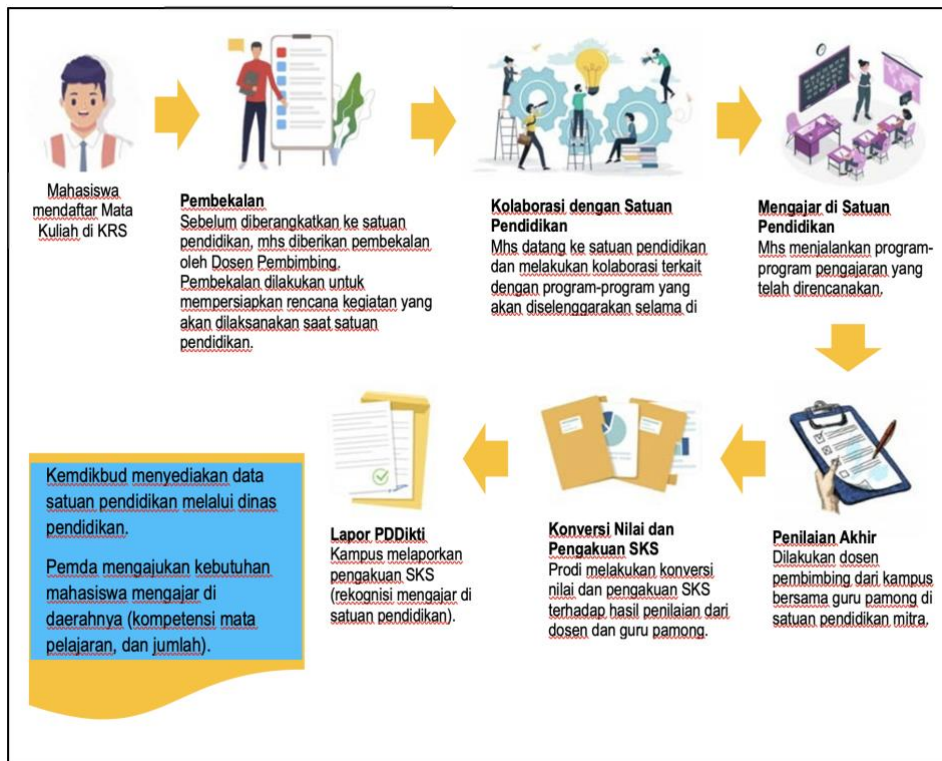 Mahasiswa
mendaftar Mata
Kuliah di KRS
Pembekalan
Sebelum diberangkatkan ke satuan
pendidikan, mhs diberikan pembekalan
oleh Dosen Pembimbing.
Pembekalan dilakukan untuk
mempersiapkan rencana kegiatan yang
akan dilaksanakan saat satuan
pendidikan.
Kolaborasi dengan Satuan
Pendidikan
Mhs datang ke satuan pendidikan
dan melakukan kolaborasi terkait
dengan program-program yang
akan diselenggarakan selama di
Mengajar di Satuan
Pendidikan
Mhs menjalankan program-
program pengajaran yang
telah direncanakan.
Penilaian Akhir
Dilakukan dosen
pembimbing dari kampus
bersama guru pamong di
satuan pendidikan mitra.
Konversi Nilai dan
Pengakuan SKS
Prodi melakukan konversi
nilai dan pengakuan SKS
terhadap hasil penilaian dari
dosen dan guru pamong.
Lapor PDDikti
Kampus melaporkan
pengakuan SKS
(rekognisi mengajar di
satuan pendidikan).
Kemdikbud menyediakan data
satuan pendidikan melalui dinas
pendidikan.
Pemda mengajukan kebutuhan
mahasiswa mengajar di
daerahnya (kompetensi mata
pelajaran, dan jumlah).